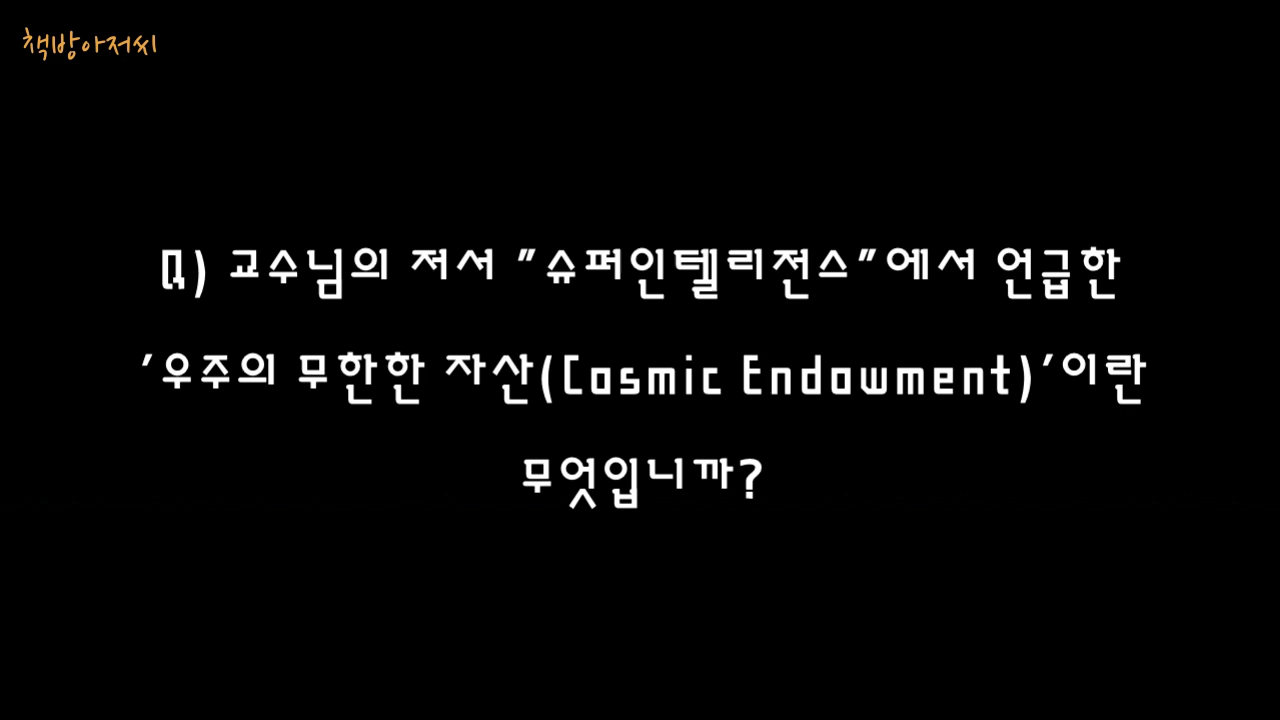 책방아저씨
Q) 교수님의 저서 "슈퍼인텔리전스"에서 언급한
'우주의 무한한 자산(Cosmic Endowment)'이란
무엇입니까?